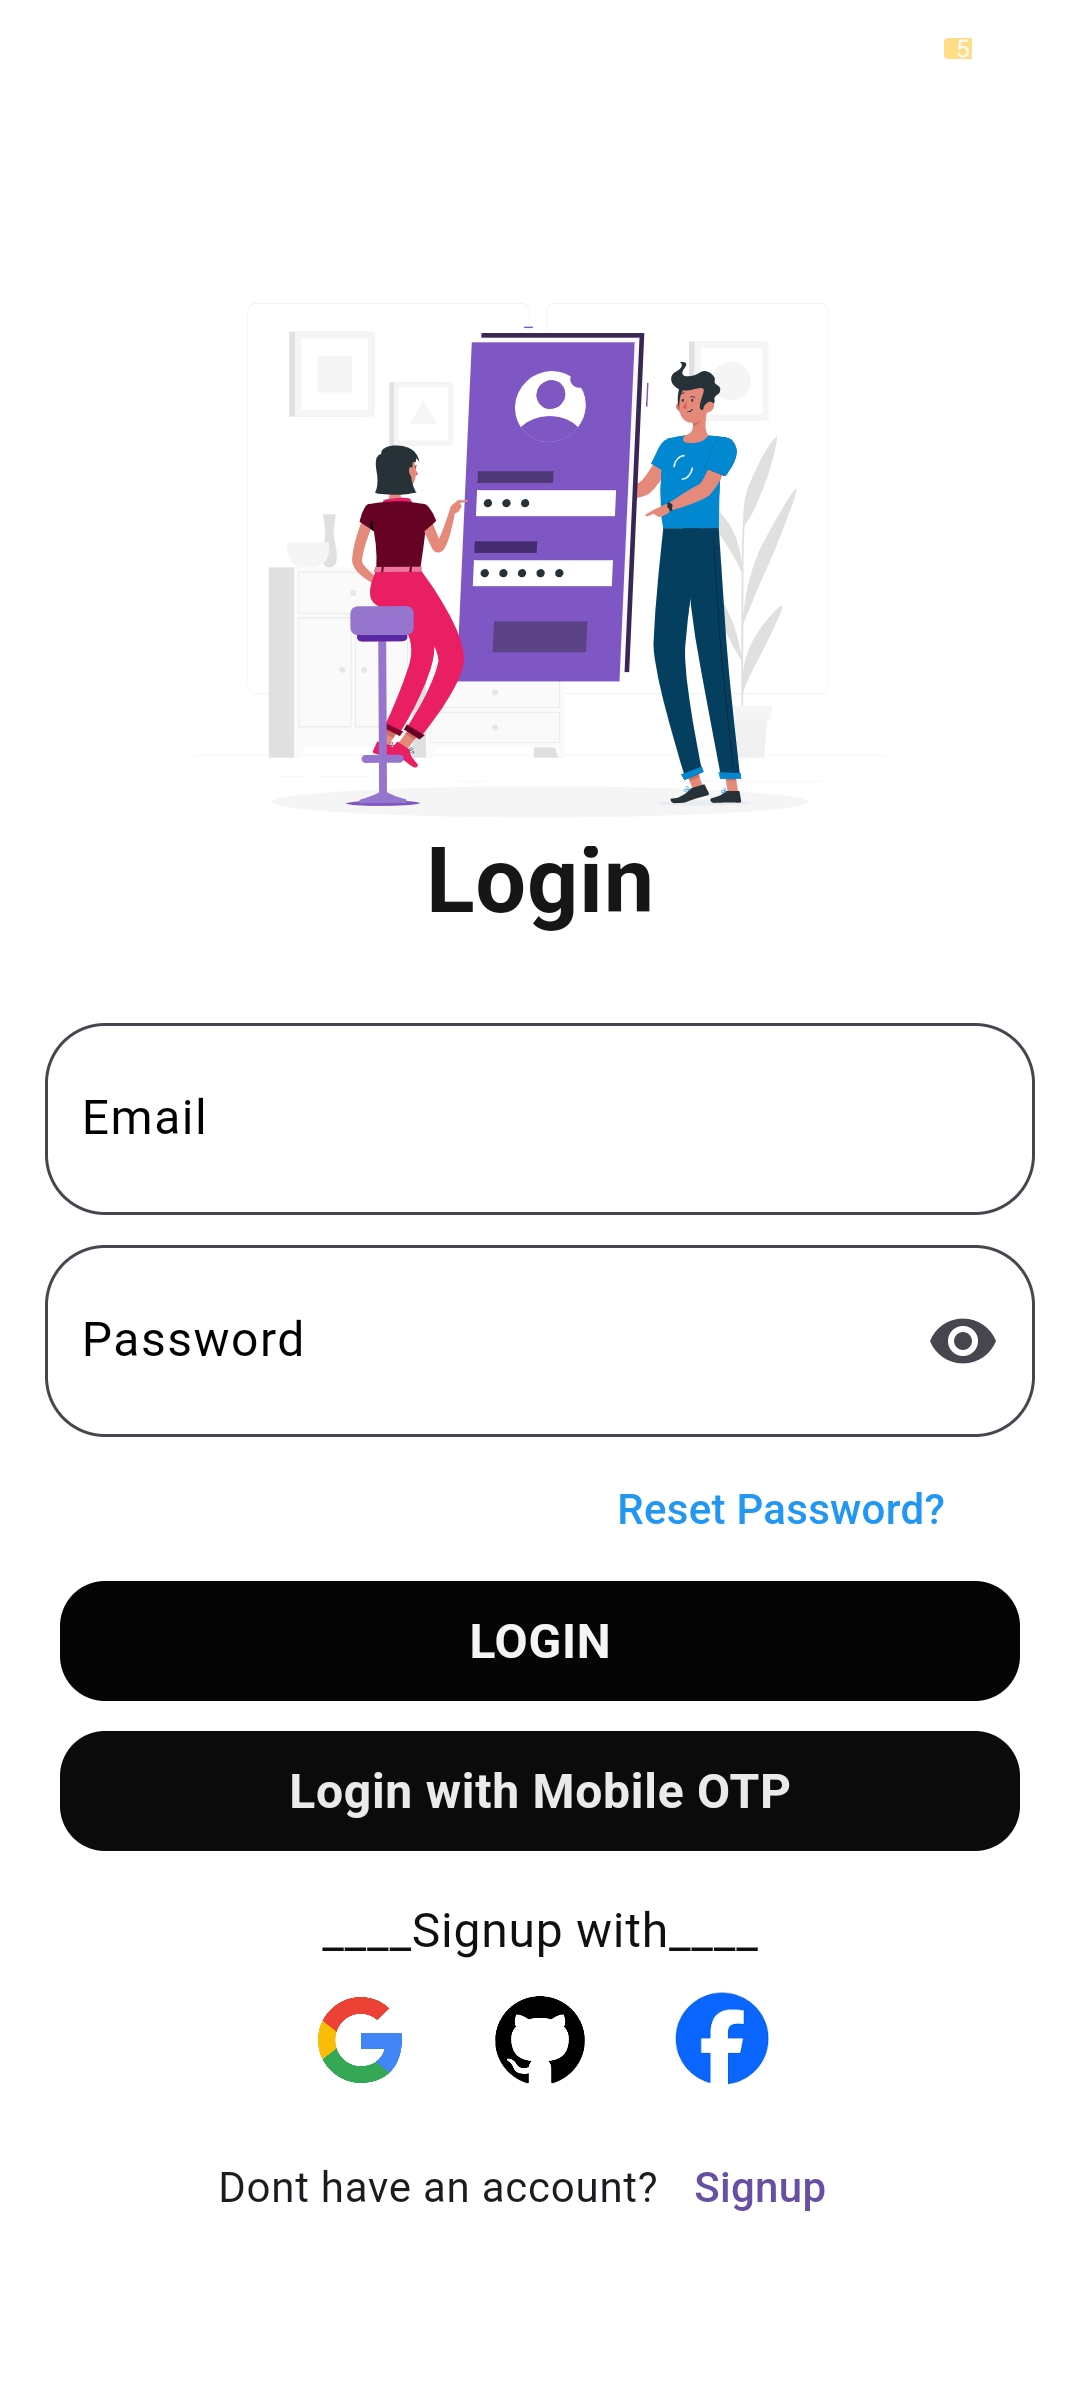 5
Login
Email
Password
Reset Password?
LOGIN
Login with Mobile OTP
____Signup with____
Dont have an account? Signup